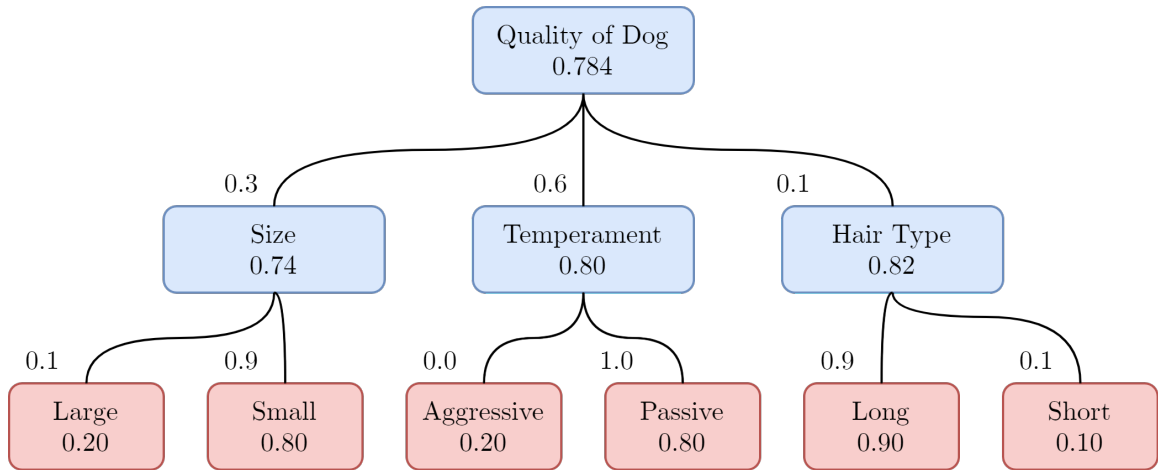 Quality of Dog
0.784
0.3
0.6
0.1
Size
0.74
Temperament
0.80
Hair Type
0.82
0.1
0.9
0.0
1.0
0.9
0.1
Large
0.20
Small
0.80
Aggressive
0.20
Passive
0.80
Long
0.90
Short
0.10